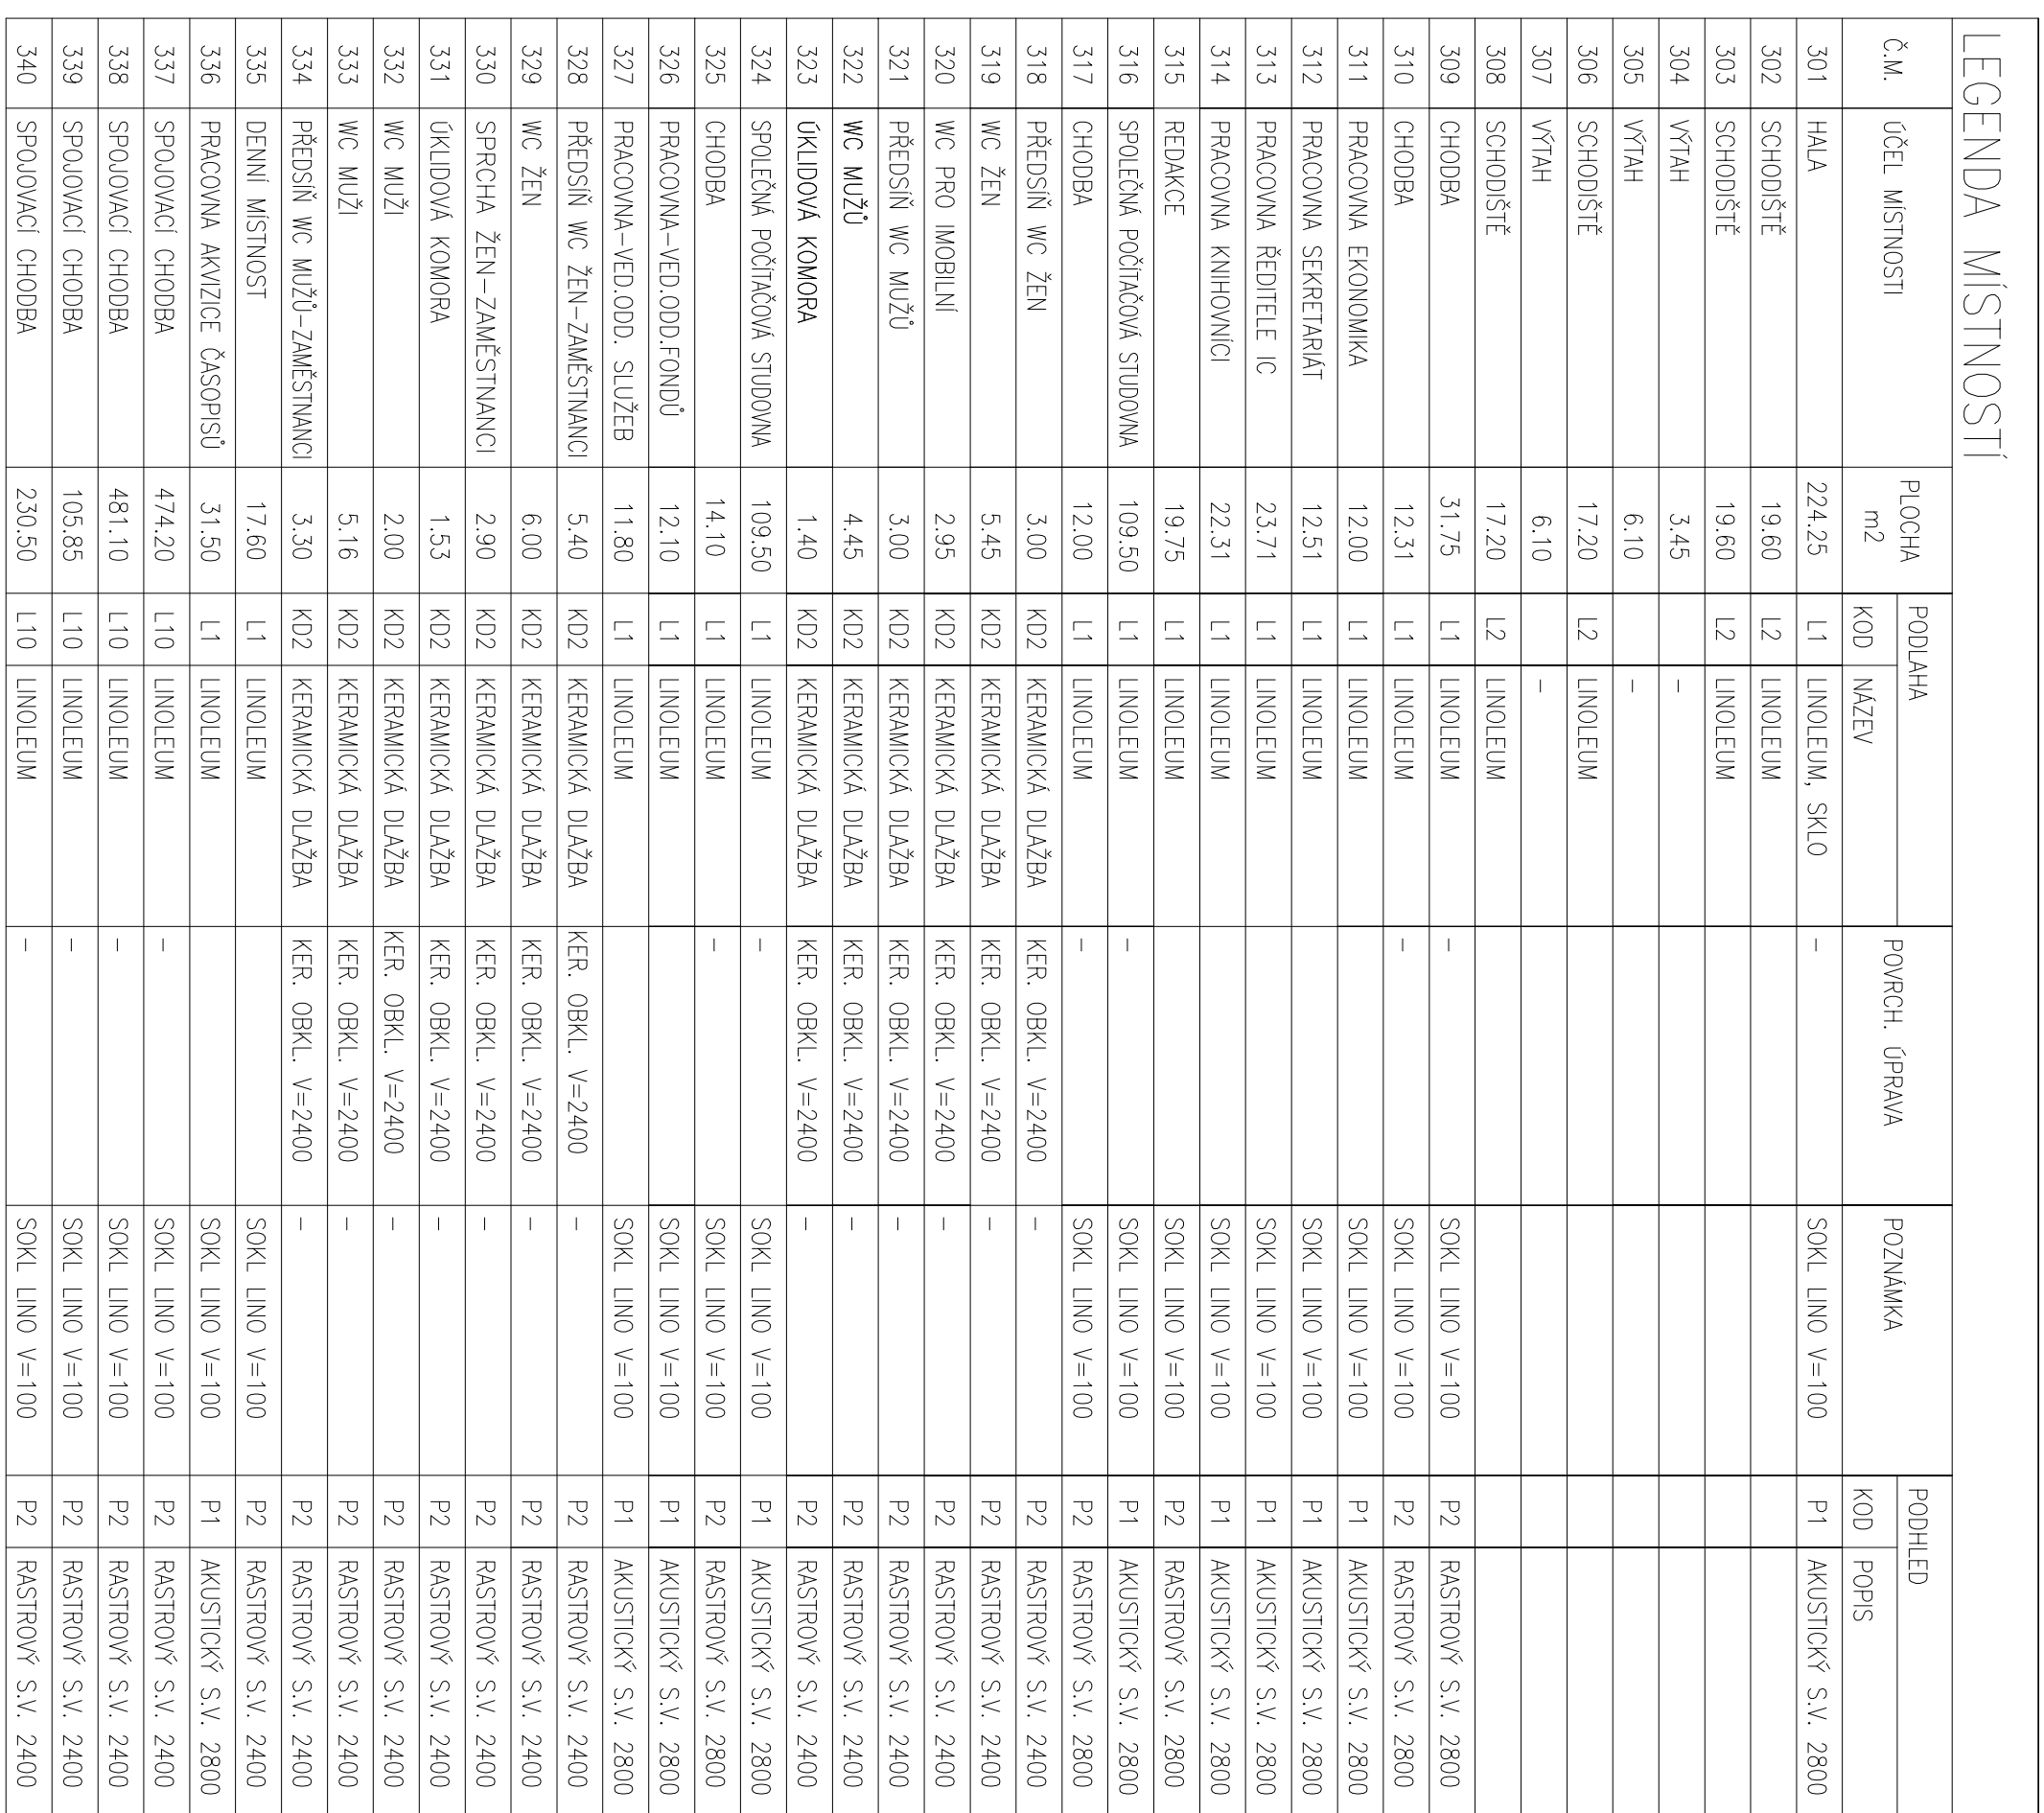 LEGENDA MÍSTNOSTÍ
Č.M. ÚČEL MÍSTNOSTI PLOCHA m2 PODLAHA POVRCH. ÚPRAVA POZNÁMKA PODHLED
KOD NÁZEV KOD POPIS
301 HALA 224.25 L1 LINOLEUM, SKLO – SOKL LINO V=100 P1 AKUSTICKÝ S.V. 2800
302 SCHODIŠTĚ 19.60 L2 LINOLEUM
303 SCHODIŠTĚ 19.60 L2 LINOLEUM
304 VÝTAH 3.45 –
305 VÝTAH 6.10 –
306 SCHODIŠTĚ 17.20 L2 LINOLEUM
307 VÝTAH 6.10 –
308 SCHODIŠTĚ 17.20 L2 LINOLEUM
309 CHODBA 31.75 L1 LINOLEUM – SOKL LINO V=100 P2 RASTROVÝ S.V. 2800
310 CHODBA 12.31 L1 LINOLEUM – SOKL LINO V=100 P2 RASTROVÝ S.V. 2800
311 PRACOVNA EKONOMIKA 12.00 L1 LINOLEUM SOKL LINO V=100 P1 AKUSTICKÝ S.V. 2800
312 PRACOVNA SEKRETARIÁT 12.51 L1 LINOLEUM SOKL LINO V=100 P1 AKUSTICKÝ S.V. 2800
313 PRACOVNA ŘEDITELE IC 23.71 L1 LINOLEUM SOKL LINO V=100 P1 AKUSTICKÝ S.V. 2800
314 PRACOVNA KNIHOVNÍCI 22.31 L1 LINOLEUM SOKL LINO V=100 P1 AKUSTICKÝ S.V. 2800
315 REDAKCE 19.75 L1 LINOLEUM SOKL LINO V=100 P2 RASTROVÝ S.V. 2800
316 SPOLEČNÁ POČÍTAČOVÁ STUDOVNA 109.50 L1 LINOLEUM – SOKL LINO V=100 P1 AKUSTICKÝ S.V. 2800
317 CHODBA 12.00 L1 LINOLEUM – SOKL LINO V=100 P2 RASTROVÝ S.V. 2800
318 PŘEDSÍŇ WC ŽEN 3.00 KD2 KERAMICKÁ DLAŽBA KER. OBKL. V=2400 – P2 RASTROVÝ S.V. 2400
319 WC ŽEN 5.45 KD2 KERAMICKÁ DLAŽBA KER. OBKL. V=2400 – P2 RASTROVÝ S.V. 2400
320 WC PRO IMOBILNÍ 2.95 KD2 KERAMICKÁ DLAŽBA KER. OBKL. V=2400 – P2 RASTROVÝ S.V. 2400
321 PŘEDSÍŇ WC MUŽŮ 3.00 KD2 KERAMICKÁ DLAŽBA KER. OBKL. V=2400 – P2 RASTROVÝ S.V. 2400
322 WC MUŽŮ 4.45 KD2 KERAMICKÁ DLAŽBA KER. OBKL. V=2400 – P2 RASTROVÝ S.V. 2400
323 ÚKLIDOVÁ KOMORA 1.40 KD2 KERAMICKÁ DLAŽBA KER. OBKL. V=2400 – P2 RASTROVÝ S.V. 2400
324 SPOLEČNÁ POČÍTAČOVÁ STUDOVNA 109.50 L1 LINOLEUM – SOKL LINO V=100 P1 AKUSTICKÝ S.V. 2800
325 CHODBA 14.10 L1 LINOLEUM – SOKL LINO V=100 P2 RASTROVÝ S.V. 2800
326 PRACOVNA–VED.ODD.FONDŮ 12.10 L1 LINOLEUM SOKL LINO V=100 P1 AKUSTICKÝ S.V. 2800
327 PRACOVNA–VED.ODD. SLUŽEB 11.80 L1 LINOLEUM SOKL LINO V=100 P1 AKUSTICKÝ S.V. 2800
328 PŘEDSÍŇ WC ŽEN–ZAMĚSTNANCI 5.40 KD2 KERAMICKÁ DLAŽBA KER. OBKL. V=2400 – P2 RASTROVÝ S.V. 2400
329 WC ŽEN 6.00 KD2 KERAMICKÁ DLAŽBA KER. OBKL. V=2400 – P2 RASTROVÝ S.V. 2400
330 SPRCHA ŽEN–ZAMĚSTNANCI 2.90 KD2 KERAMICKÁ DLAŽBA KER. OBKL. V=2400 – P2 RASTROVÝ S.V. 2400
331 ÚKLIDOVÁ KOMORA 1.53 KD2 KERAMICKÁ DLAŽBA KER. OBKL. V=2400 – P2 RASTROVÝ S.V. 2400
332 WC MUŽI 2.00 KD2 KERAMICKÁ DLAŽBA KER. OBKL. V=2400 – P2 RASTROVÝ S.V. 2400
333 WC MUŽI 5.16 KD2 KERAMICKÁ DLAŽBA KER. OBKL. V=2400 – P2 RASTROVÝ S.V. 2400
334 PŘEDSÍŇ WC MUŽŮ–ZAMĚSTNANCI 3.30 KD2 KERAMICKÁ DLAŽBA KER. OBKL. V=2400 – P2 RASTROVÝ S.V. 2400
335 DENNÍ MÍSTNOST 17.60 L1 LINOLEUM SOKL LINO V=100 P2 RASTROVÝ S.V. 2400
336 PRACOVNA AKVIZICE ČASOPISŮ 31.50 L1 LINOLEUM SOKL LINO V=100 P1 AKUSTICKÝ S.V. 2800
337 SPOJOVACÍ CHODBA 474.20 L10 LINOLEUM – SOKL LINO V=100 P2 RASTROVÝ S.V. 2400
338 SPOJOVACÍ CHODBA 481.10 L10 LINOLEUM – SOKL LINO V=100 P2 RASTROVÝ S.V. 2400
339 SPOJOVACÍ CHODBA 105.85 L10 LINOLEUM – SOKL LINO V=100 P2 RASTROVÝ S.V. 2400
340 SPOJOVACÍ CHODBA 230.50 L10 LINOLEUM – SOKL LINO V=100 P2 RASTROVÝ S.V. 2400